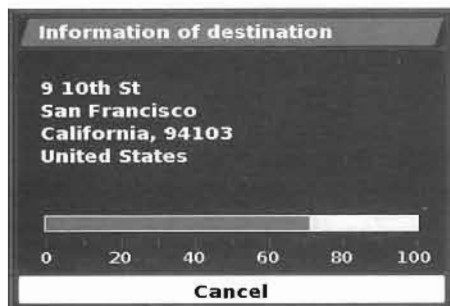 Information of destination
9 10th St
San Francisco
California, 94103
United States
0 20 40 60 80 100
Cancel